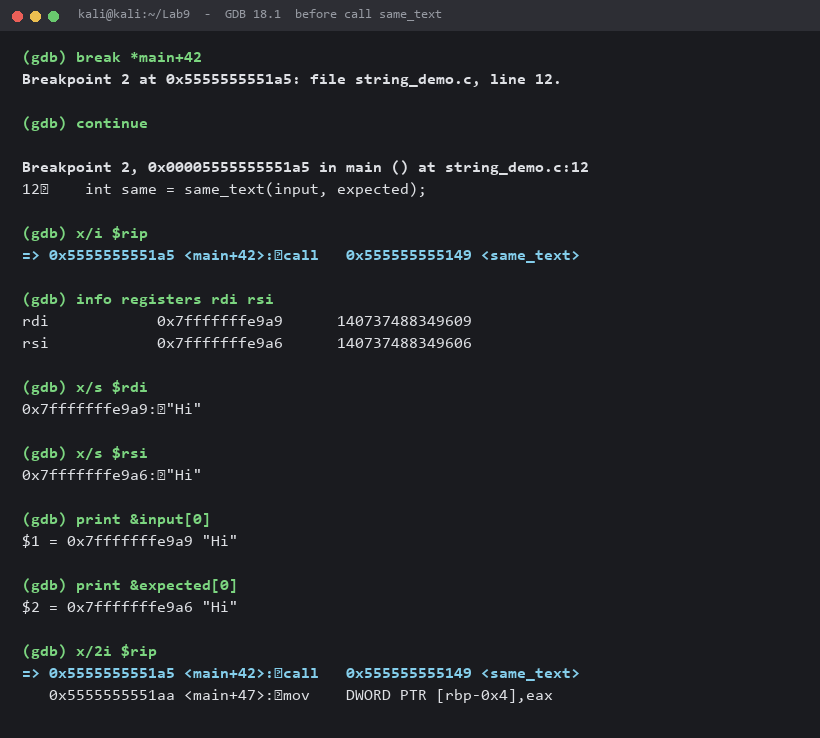 kali@kali:~/Lab9  -  GDB 18.1  before call same_text
(gdb) break *main+42
Breakpoint 2 at 0x5555555551a5: file string_demo.c, line 12.
(gdb) continue
Breakpoint 2, 0x00005555555551a5 in main () at string_demo.c:12
12    int same = same_text(input, expected);
(gdb) x/i $rip
=> 0x5555555551a5 <main+42>: call   0x555555555149 <same_text>
(gdb) info registers rdi rsi
rdi            0x7fffffffe9a9      140737488349609
rsi            0x7fffffffe9a6      140737488349606
(gdb) x/s $rdi
0x7fffffffe9a9: "Hi"
(gdb) x/s $rsi
0x7fffffffe9a6: "Hi"
(gdb) print &input[0]
$1 = 0x7fffffffe9a9 "Hi"
(gdb) print &expected[0]
$2 = 0x7fffffffe9a6 "Hi"
(gdb) x/2i $rip
=> 0x5555555551a5 <main+42>: call   0x555555555149 <same_text>
   0x5555555551aa <main+47>: mov    DWORD PTR [rbp-0x4],eax